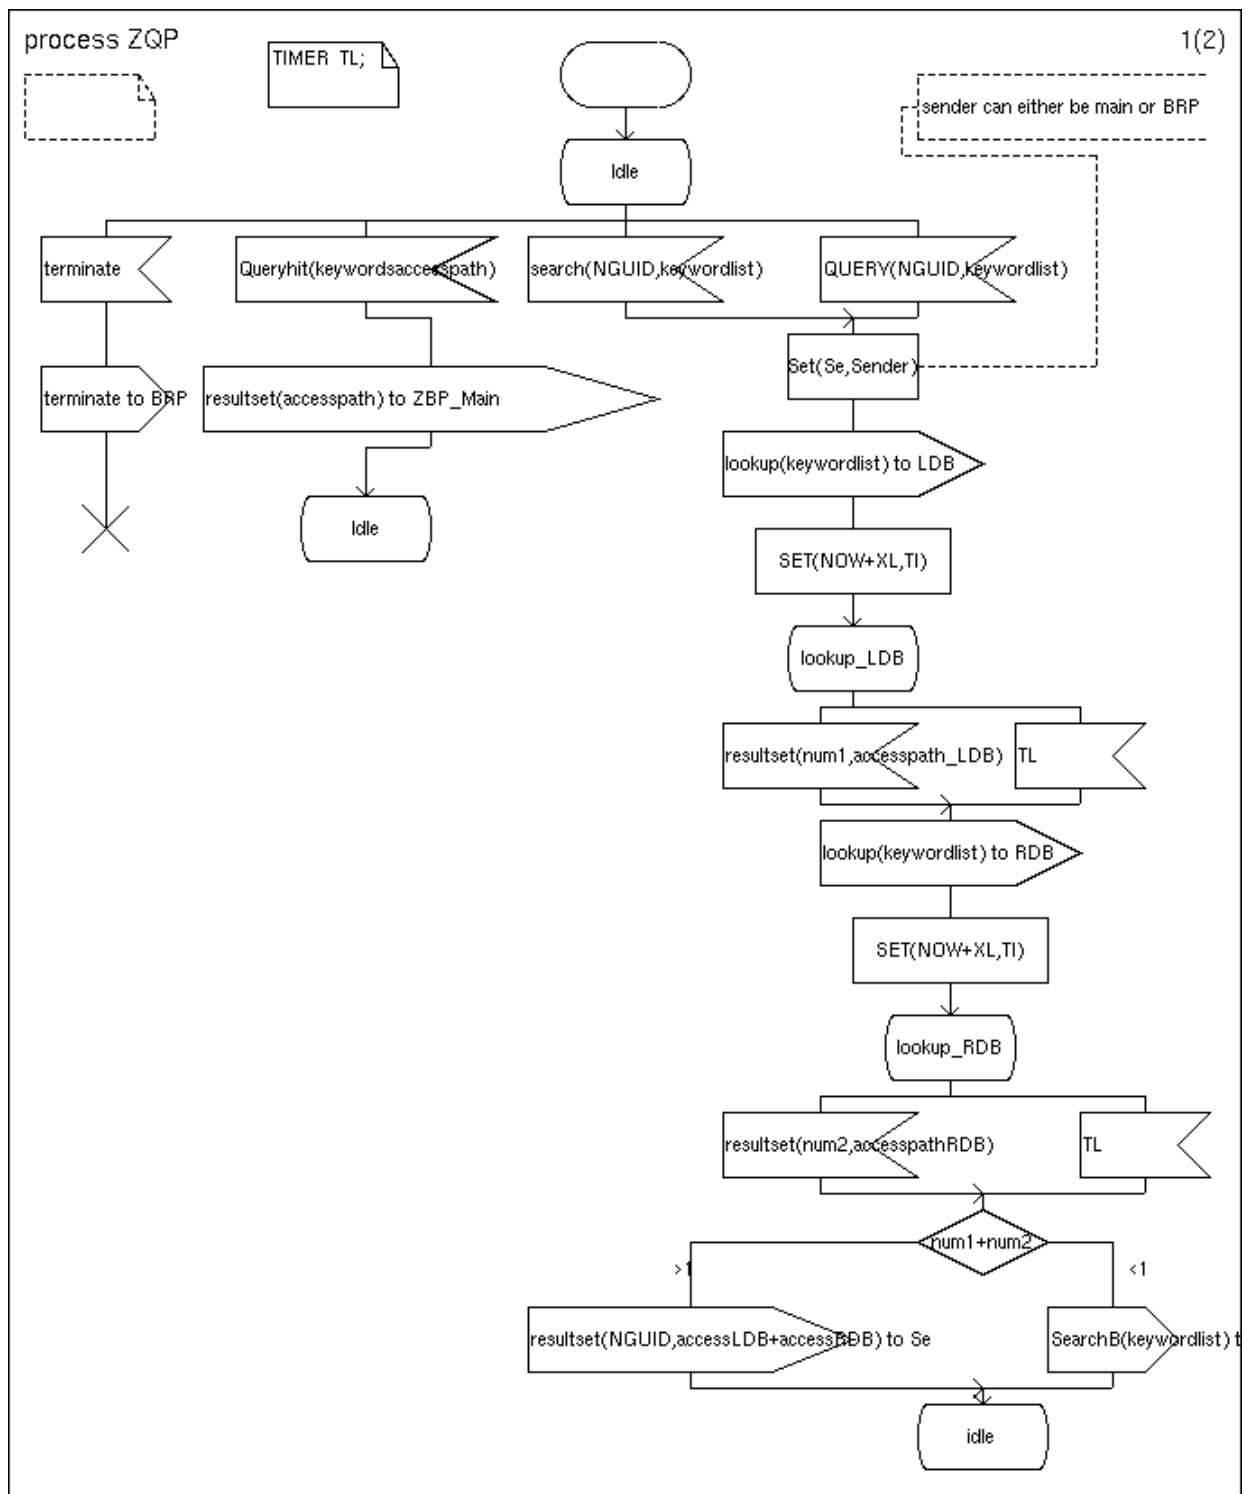 process ZQP
TIMER TL;
1(2)
sender can either be main or BRP
Idle
terminate
Queryhit(keywordsaccesspath)
search(NGUID,keywordlist)
QUERY(NGUID,keywordlist)
Set(Se,Sender)
terminate to BRP
resultset(accesspath) to ZBP_Main
lookup(keywordlist) to LDB
Idle
SET(NOW+XL,TI)
lookup_LDB
resultset(num1,accesspath_LDB)
TL
lookup(keywordlist) to RDB
SET(NOW+XL,TI)
lookup_RDB
resultset(num2,accesspathRDB)
TL
num1+num2
>1
<1
resultset(NGUID,accessLDB+accessRDB) to Se
SearchB(keywordlist) t
idle